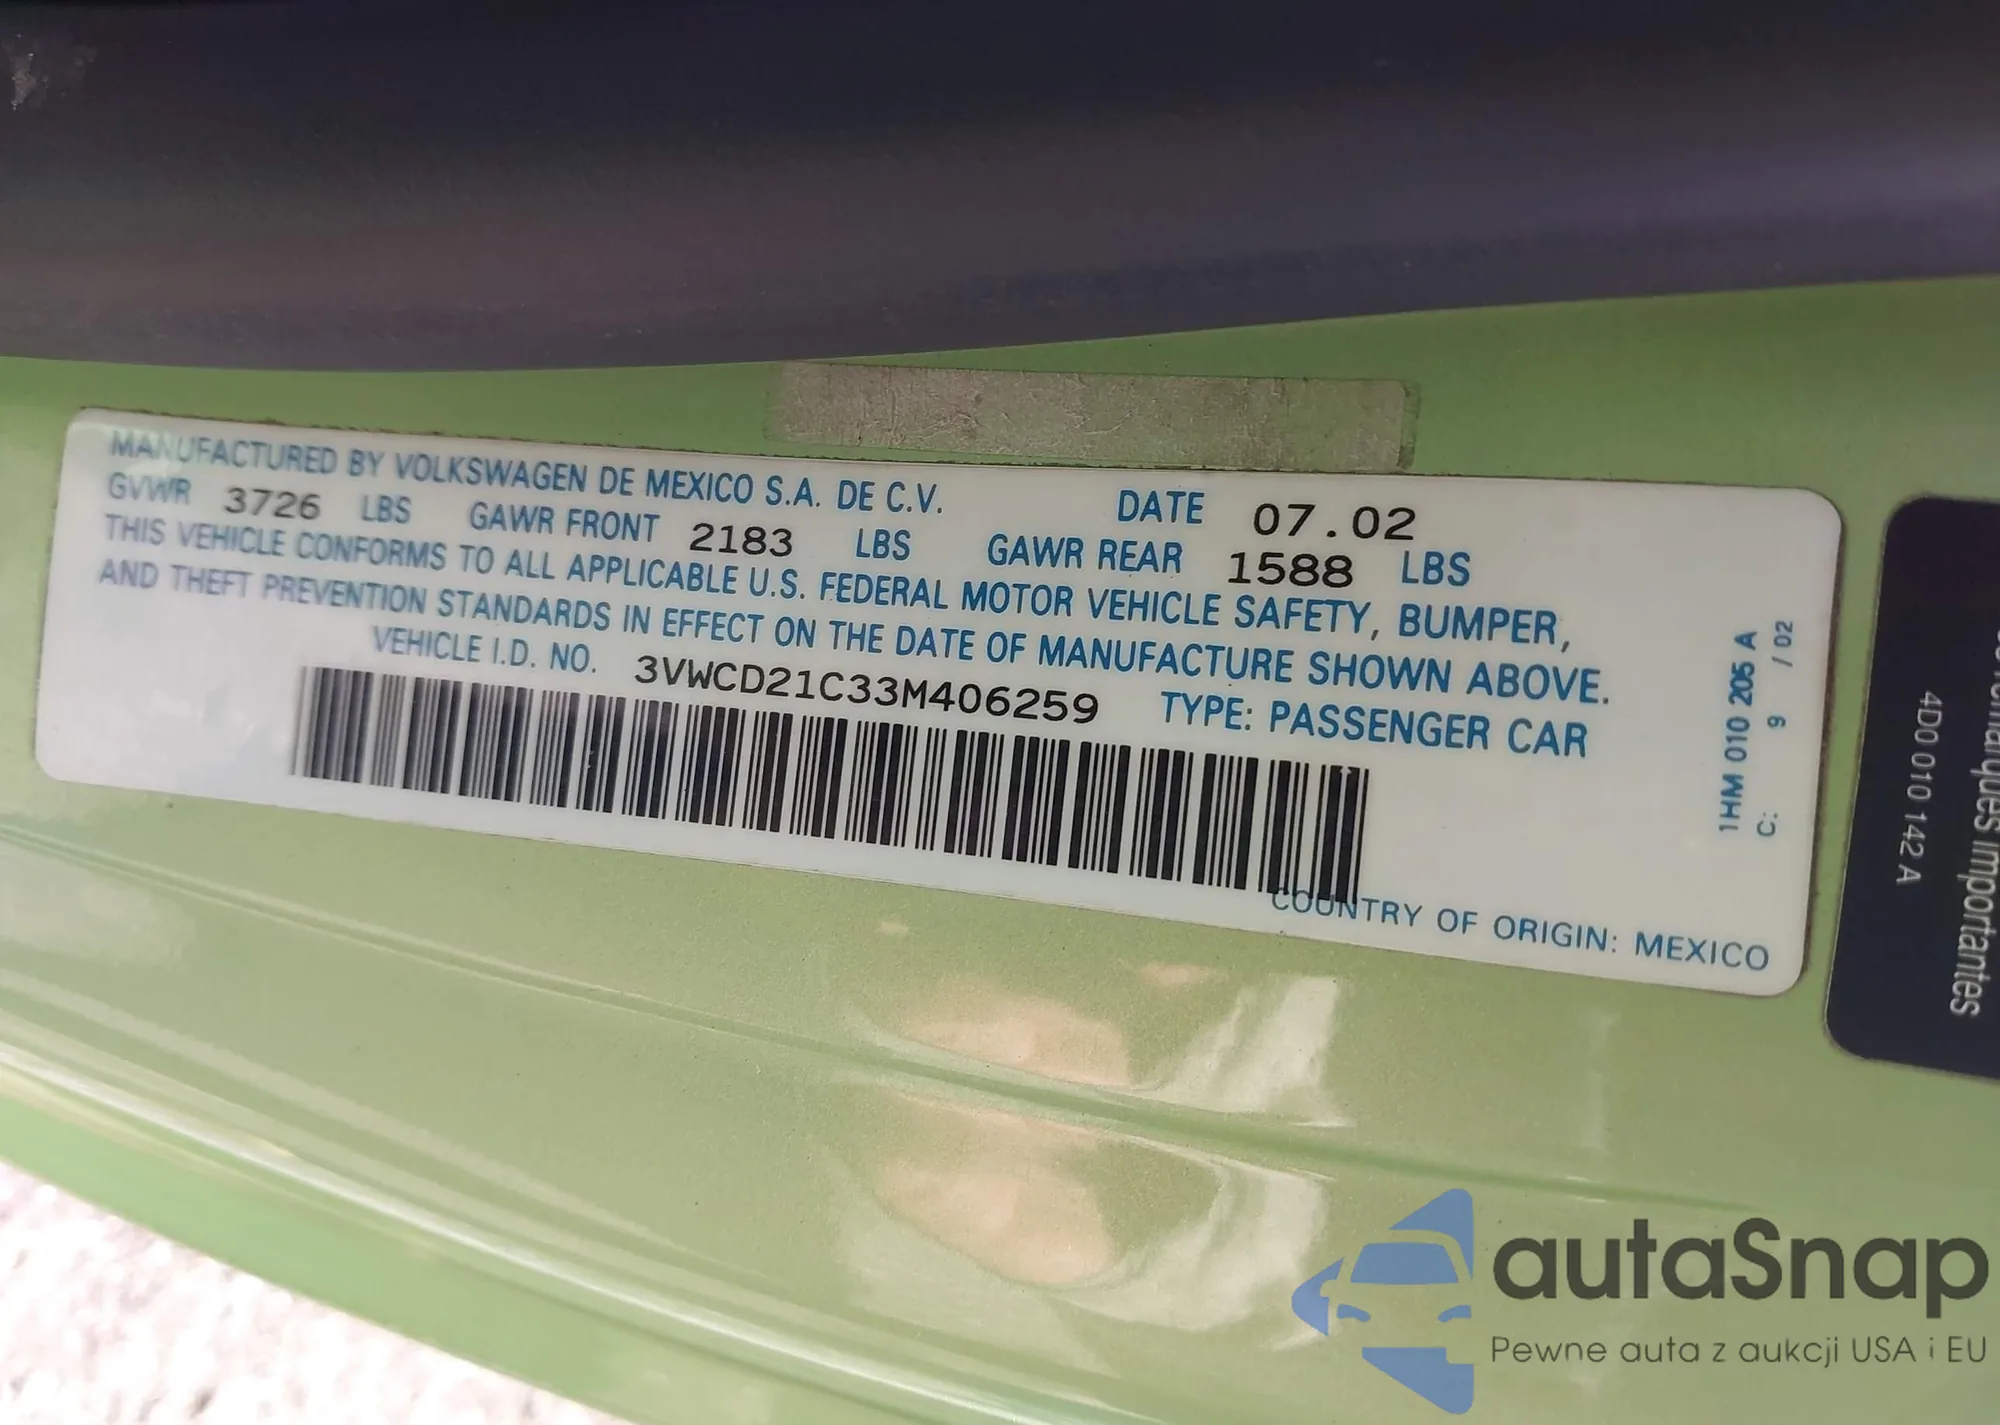 MANUFACTURED BY VOLKSWAGEN DE MEXICO S.A. DE C.V. DATE 07.02
GVWR 3726 LBS GAWR FRONT 2183 LBS GAWR REAR 1588 LBS
THIS VEHICLE CONFORMS TO ALL APPLICABLE U.S. FEDERAL MOTOR VEHICLE SAFETY, BUMPER,
AND THEFT PREVENTION STANDARDS IN EFFECT ON THE DATE OF MANUFACTURE SHOWN ABOVE.
VEHICLE I.D. NO. 3VWCD21C33M406259 TYPE: PASSENGER CAR
COUNTRY OF ORIGIN: MEXICO
1HM 010 205 A
C: 9 /02
4D0 010 142 A
importantes
autaSnap
Pewne auta z aukcji USA i EU